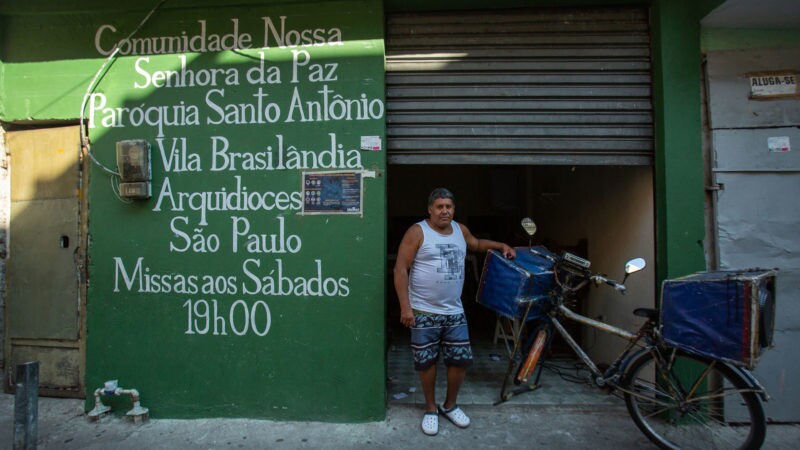 Comunidade Nossa
Senhora da Paz
Paróquia Santo Antônio
Vila Brasilândia
Arquidioces
São Paulo
Missas aos Sábados
19h00
ALUGA-SE